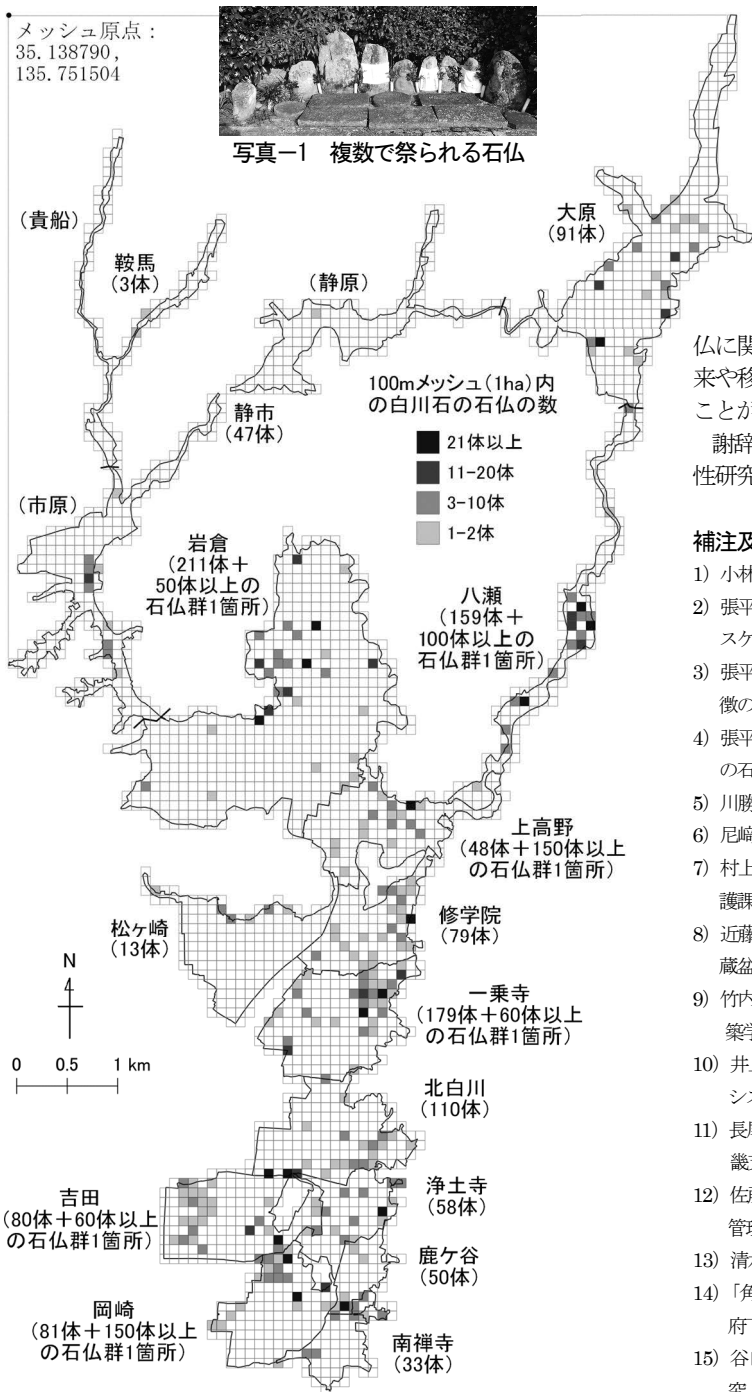 メッシュ原点：
35.138790,
135.751504
写真－1　複数で祭られる石仏
(貴船)
鞍馬
(3体)
(静原)
大原
(91体)
静市
(47体)
(市原)
100mメッシュ(1ha)内
の白川石の石仏の数
21体以上
11-20体
3-10体
1-2体
岩倉
(211体＋
50体以上の
石仏群1箇所)
八瀬
(159体＋
100体以上の
石仏群1箇所)
上高野
(48体＋150体以上
の石仏群1箇所)
松ヶ崎
(13体)
修学院
(79体)
一乗寺
(179体＋60体以上
の石仏群1箇所)
N
0 0.5 1 km
北白川
(110体)
吉田
(80体＋60体以上
の石仏群1箇所)
浄土寺
(58体)
鹿ケ谷
(50体)
岡崎
(81体＋150体以上
の石仏群1箇所)
南禅寺
(33体)
仏に関
来や移
ことが
謝辞
性研究
補注及
1) 小林
2) 張平
スケ
3) 張平
徴の
4) 張平
の石
5) 川勝
6) 尼崎
7) 村上
護課
8) 近藤
蔵盆
9) 竹内
築学
10) 井上
シス
11) 長尾
畿
12) 佐藤
管理
13) 清水
14) 「角
府
15) 谷